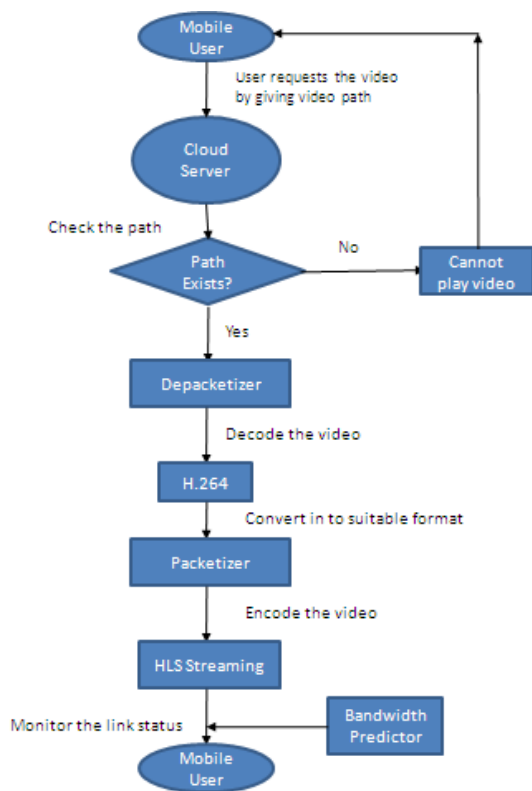 Mobile
User
User requests the video
by giving video path
Cloud
Server
Check the path
Path
Exists?
No
Cannot
play video
Yes
Depacketizer
Decode the video
H.264
Convert in to suitable format
Packetizer
Encode the video
HLS Streaming
Monitor the link status
Bandwidth
Predictor
Mobile
User